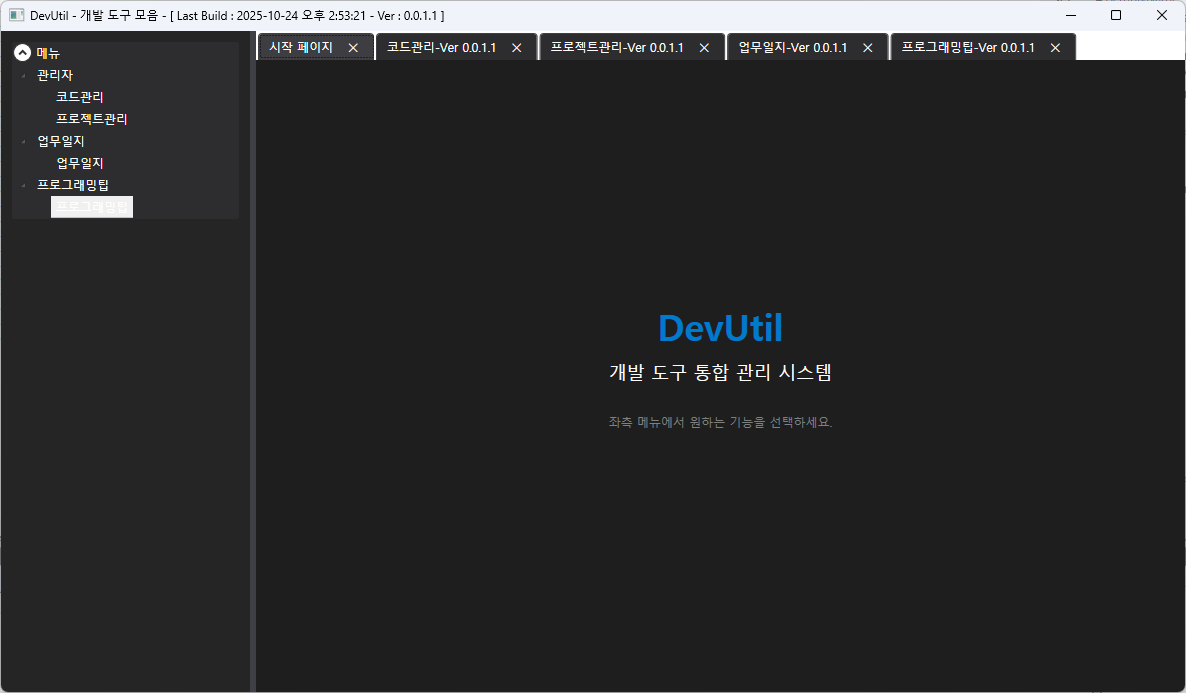 DevUtil - 개발 도구 모음 - [ Last Build : 2025-10-24 오후 2:53:21 - Ver : 0.0.1.1 ]
메뉴
관리자
코드관리
프로젝트관리
업무일지
업무일지
프로그래밍팁
프로그래밍팁
시작 페이지
코드관리-Ver 0.0.1.1
프로젝트관리-Ver 0.0.1.1
업무일지-Ver 0.0.1.1
프로그래밍팁-Ver 0.0.1.1
DevUtil
개발 도구 통합 관리 시스템
좌측 메뉴에서 원하는 기능을 선택하세요.